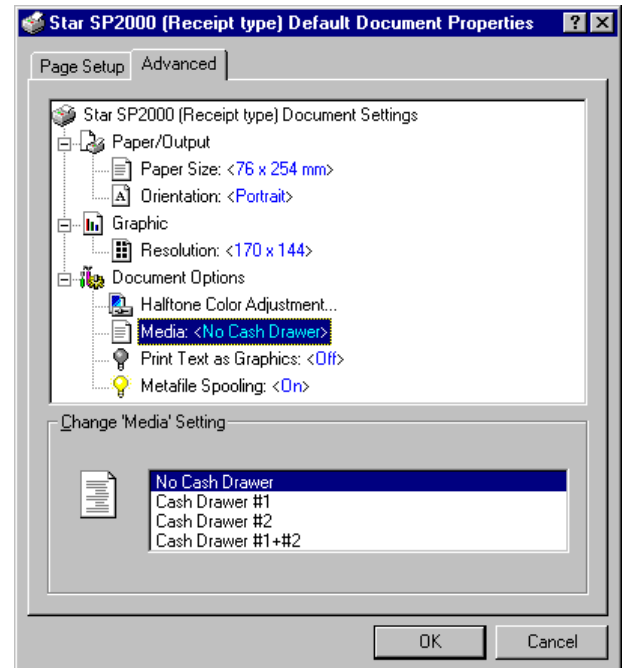 Star SP2000 (Receipt type) Default Document Properties
Page Setup
Advanced
Star SP2000 (Receipt type) Document Settings
Paper/Output
Paper Size: <76 x 254 mm>
A Orientation: <Portrait>
Graphic
Resolution: <170 x 144>
Document Options
Halftone Color Adjustment...
Media: <No Cash Drawer>
Print Text as Graphics: <Off>
Metafile Spooling: <On>
Change 'Media' Setting
No Cash Drawer
Cash Drawer #1
Cash Drawer #2
Cash Drawer #1+#2
OK
Cancel